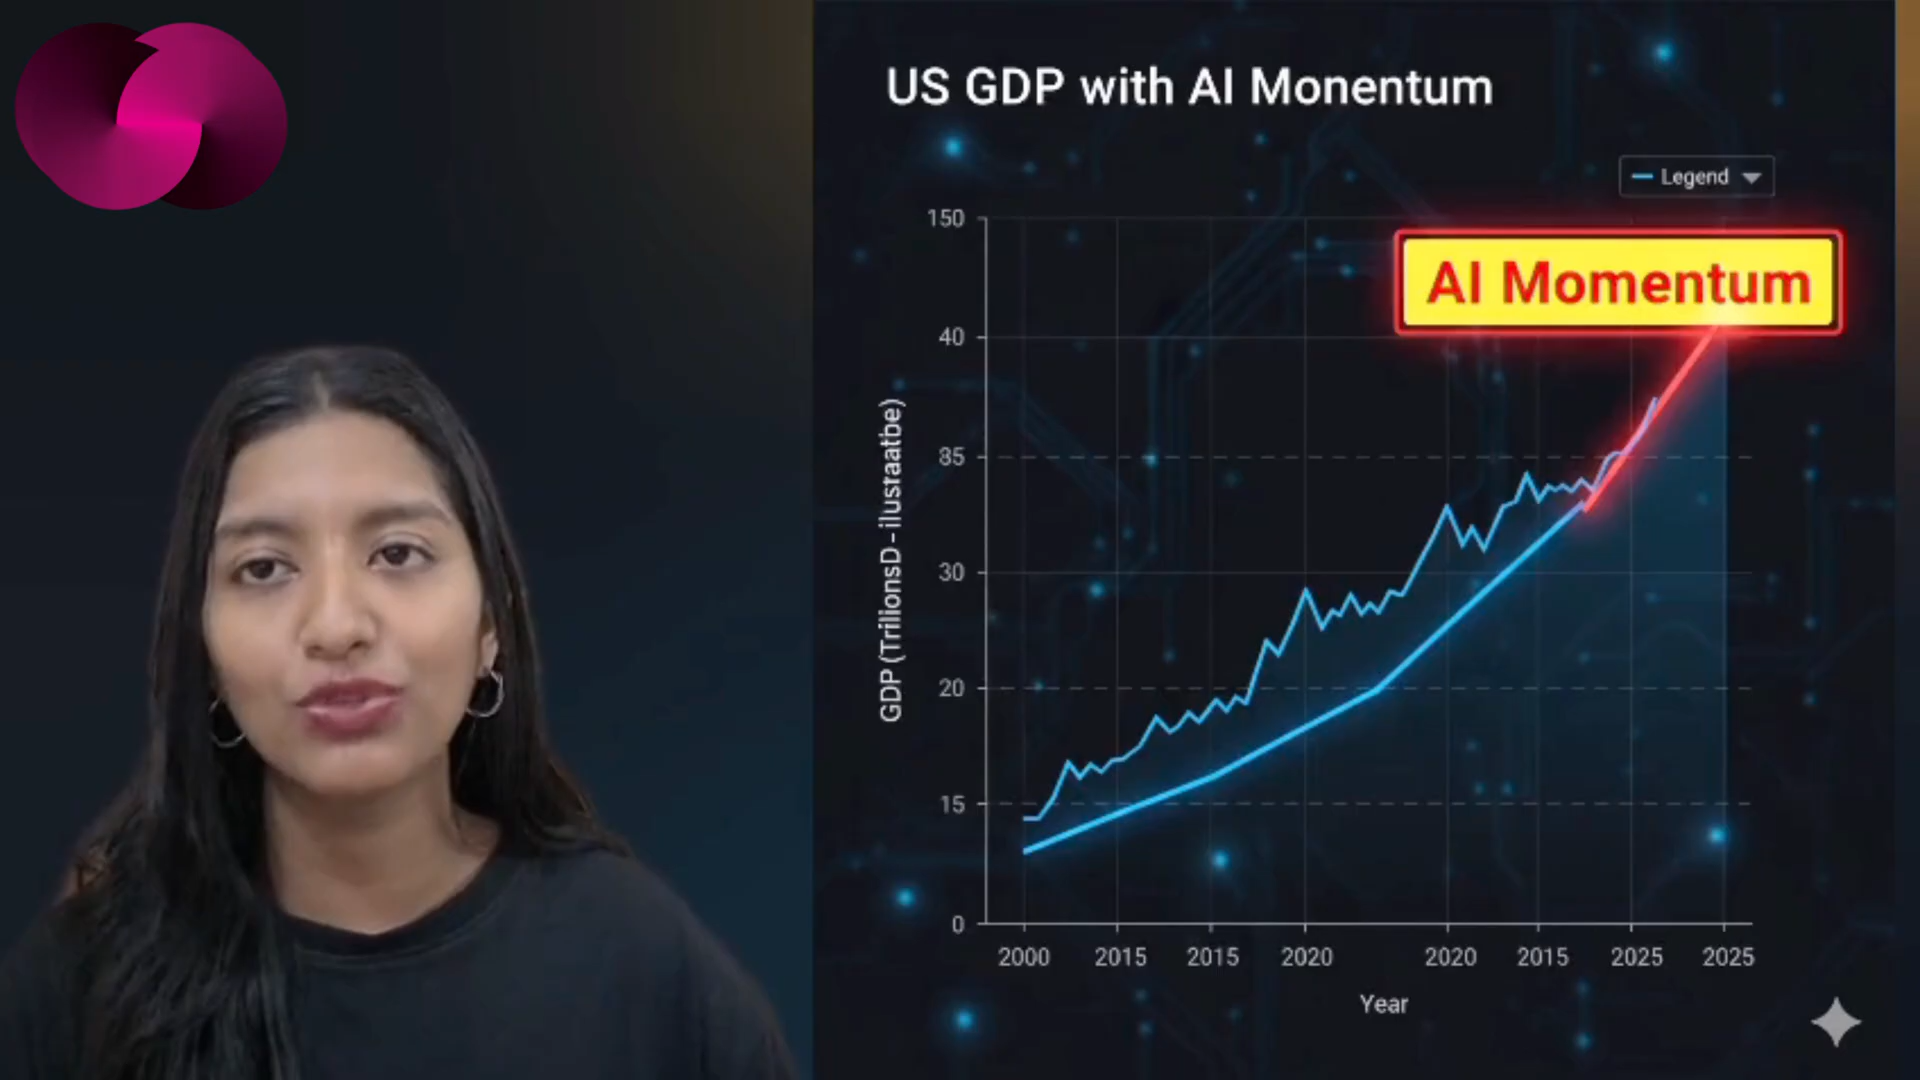 US GDP with AI Monentum
Legend
AI Momentum
150
40
85
30
20
15
0
GDP (TrilionsD-ilustaatbe)
2000 2015 2015 2020 2020 2015 2025 2025
Year